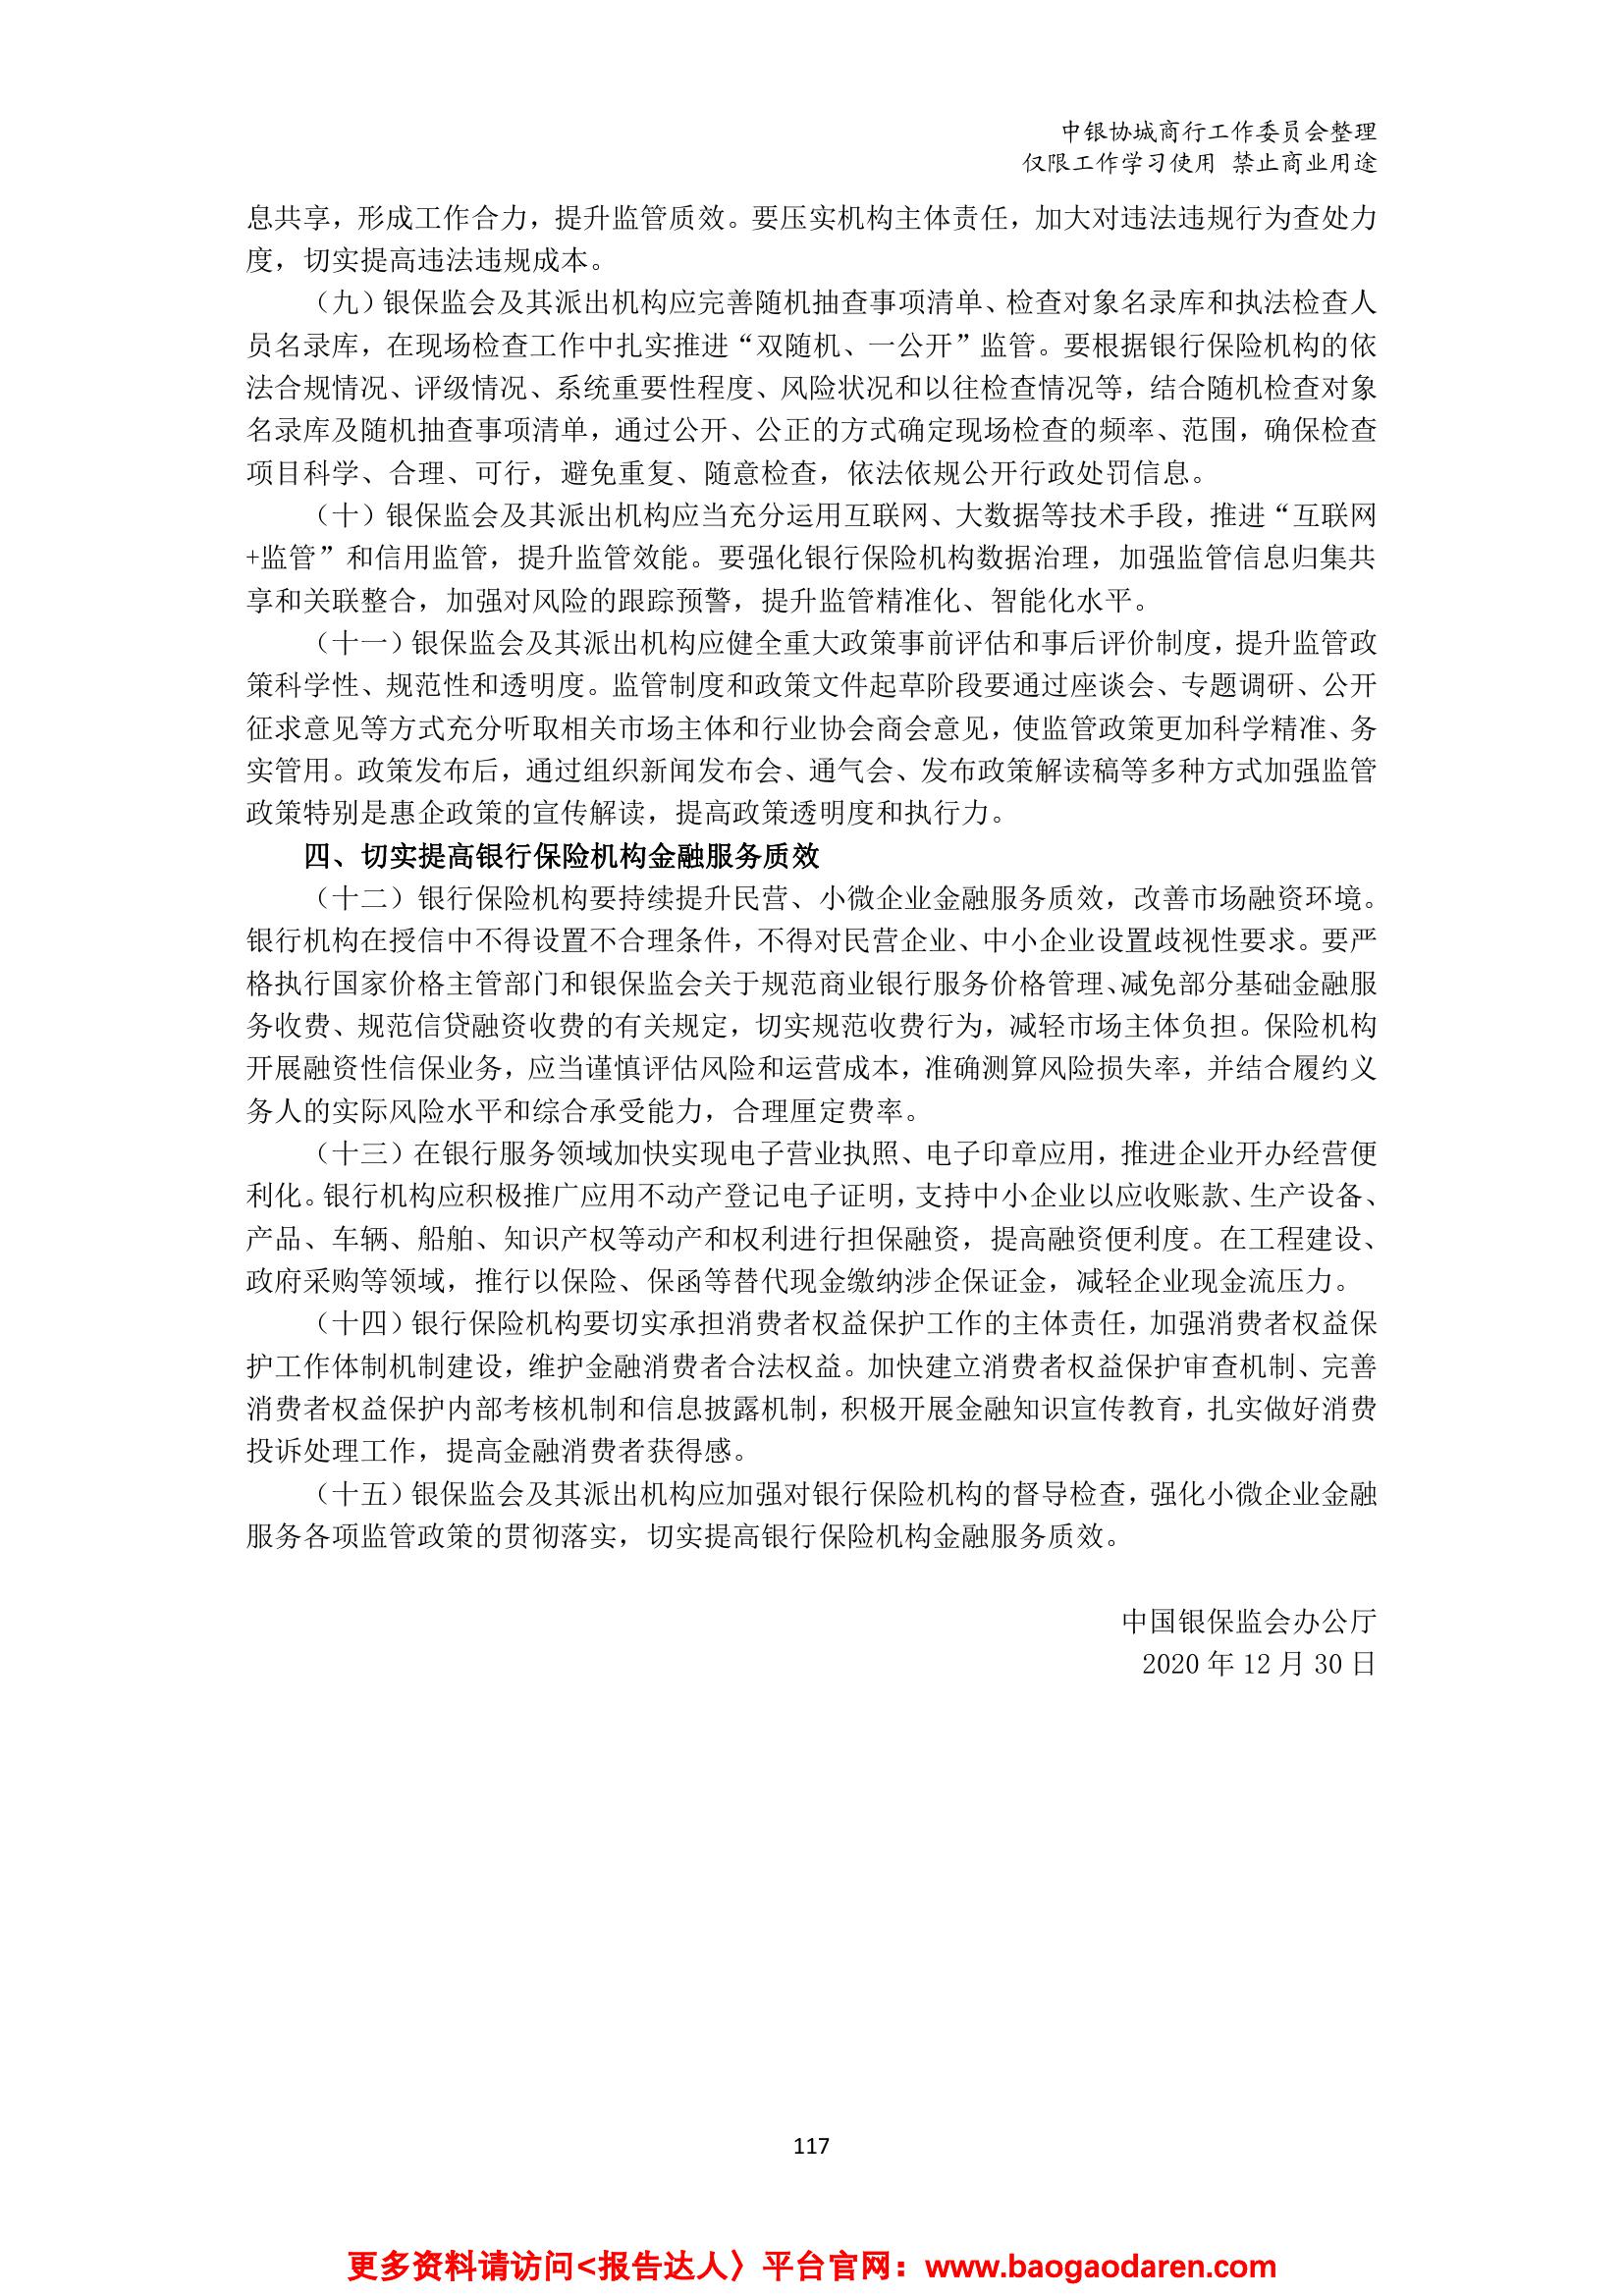 中银协城商行工作委员会整理
仅限工作学习使用 禁止商业用途
息共享，形成工作合力，提升监管质效。要压实机构主体责任，加大对违法违规行为查处力
度，切实提高违法违规成本。
（九）银保监会及其派出机构应完善随机抽查事项清单、检查对象名录库和执法检查人
员名录库，在现场检查工作中扎实推进“双随机、一公开”监管。要根据银行保险机构的依
法合规情况、评级情况、系统重要性程度、风险状况和以往检查情况等，结合随机检查对象
名录库及随机抽查事项清单，通过公开、公正的方式确定现场检查的频率、范围，确保检查
项目科学、合理、可行，避免重复、随意检查，依法依规公开行政处罚信息。
（十）银保监会及其派出机构应当充分运用互联网、大数据等技术手段，推进“互联网
+监管”和信用监管，提升监管效能。要强化银行保险机构数据治理，加强监管信息归集共
享和关联整合，加强对风险的跟踪预警，提升监管精准化、智能化水平。
（十一）银保监会及其派出机构应健全重大政策事前评估和事后评价制度，提升监管政
策科学性、规范性和透明度。监管制度和政策文件起草阶段要通过座谈会、专题调研、公开
征求意见等方式充分听取相关市场主体和行业协会商会意见，使监管政策更加科学精准、务
实管用。政策发布后，通过组织新闻发布会、通气会、发布政策解读稿等多种方式加强监管
政策特别是惠企政策的宣传解读，提高政策透明度和执行力。
四、切实提高银行保险机构金融服务质效
（十二）银行保险机构要持续提升民营、小微企业金融服务质效，改善市场融资环境。
银行机构在授信中不得设置不合理条件，不得对民营企业、中小企业设置歧视性要求。要严
格执行国家价格主管部门和银保监会关于规范商业银行服务价格管理、减免部分基础金融服
务收费、规范信贷融资收费的有关规定，切实规范收费行为，减轻市场主体负担。保险机构
开展融资性信保业务，应当谨慎评估风险和运营成本，准确测算风险损失率，并结合履约义
务人的实际风险水平和综合承受能力，合理厘定费率。
（十三）在银行服务领域加快实现电子营业执照、电子印章应用，推进企业开办经营便
利化。银行机构应积极推广应用不动产登记电子证明，支持中小企业以应收账款、生产设备、
产品、车辆、船舶、知识产权等动产和权利进行担保融资，提高融资便利度。在工程建设、
政府采购等领域，推行以保险、保函等替代现金缴纳涉企保证金，减轻企业现金流压力。
（十四）银行保险机构要切实承担消费者权益保护工作的主体责任，加强消费者权益保
护工作体制机制建设，维护金融消费者合法权益。加快建立消费者权益保护审查机制、完善
消费者权益保护内部考核机制和信息披露机制，积极开展金融知识宣传教育，扎实做好消费
投诉处理工作，提高金融消费者获得感。
（十五）银保监会及其派出机构应加强对银行保险机构的督导检查，强化小微企业金融
服务各项监管政策的贯彻落实，切实提高银行保险机构金融服务质效。
中国银保监会办公厅
2020 年 12 月 30 日
117
更多资料请访问<报告达人〉平台官网：www.baogaodaren.com